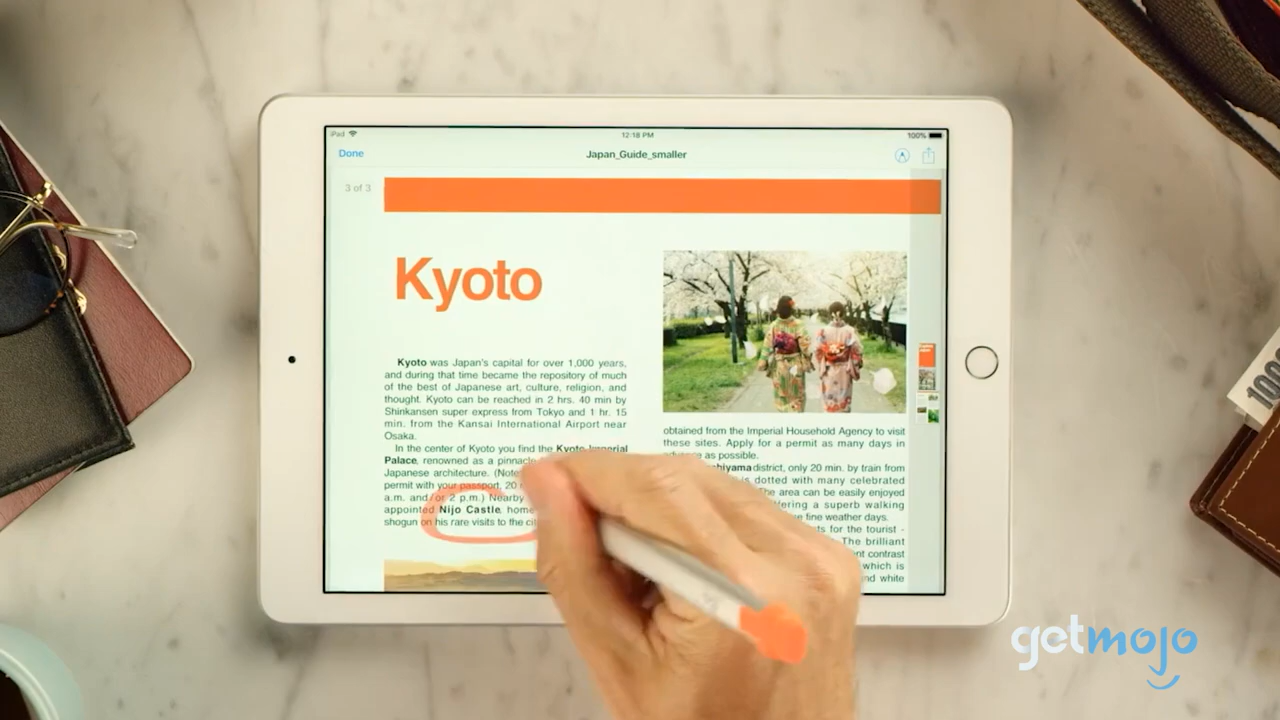 iPad
12:18 PM
100%
Done
Japan_Guide_smaller
3 of 3
Kyoto
Kyoto was Japan's capital for over 1,000 years,
and during that time became the repository of much
of the best of Japanese art, culture, religion, and
thought. Kyoto can be reached in 2 hrs. 40 min by
Shinkansen super express from Tokyo and 1 hr. 15
min. from the Kansai International Airport near
Osaka.
In the center of Kyoto you find the Kyoto Imperial
Palace, renowned as a pinnacle
Japanese architecture. (Note
permit with your passport, 20
a.m. and/or 2 p.m.) Nearby
appointed Nijo Castle, home
shogun on his rare visits to the
obtained from the Imperial Household Agency to visit
these sites. Apply for a permit as many days in
advance as possible.
district, only 20 min. by train from
is dotted with many celebrated
The area can be easily enjoyed
a superb walking
fine weather days.
for the tourist -
The brilliant
contrast
which is
and white
100
getmojo